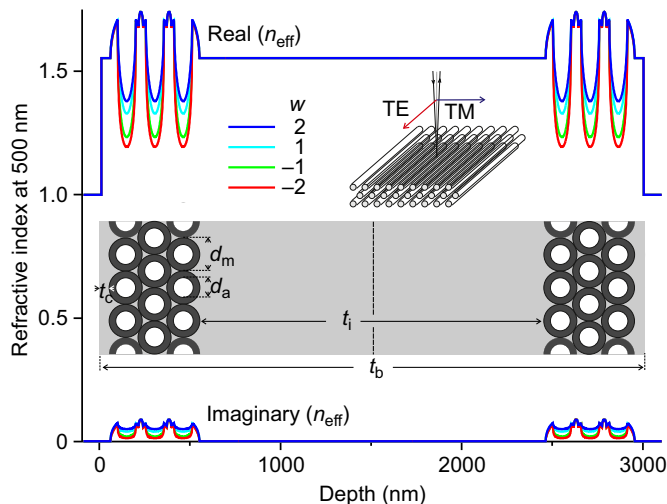 Refractive index at 500 nm
1.5
1.0
0.5
0
Real (neff)
w
2
1
–1
–2
TE
TM
dm
da
tc
ti
tb
Imaginary (neff)
0
1000
2000
3000
Depth (nm)